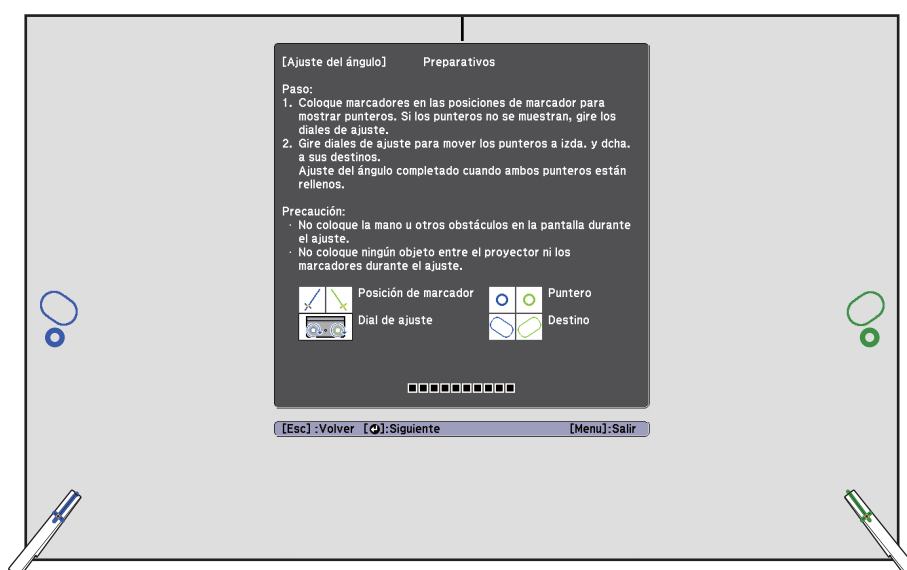 [Ajuste del ángulo] Preparativos
Paso:
1. Coloque marcadores en las posiciones de marcador para
mostrar punteros. Si los punteros no se muestran, gire los
diales de ajuste.
2. Gire diales de ajuste para mover los punteros a izda. y dcha.
a sus destinos.
Ajuste del ángulo completado cuando ambos punteros están
rellenos.
Precaución:
· No coloque la mano u otros obstáculos en la pantalla durante
el ajuste.
· No coloque ningún objeto entre el proyector ni los
marcadores durante el ajuste.
Posición de marcador
Puntero
Dial de ajuste
Destino
[Esc] :Volver [⏎]:Siguiente [Menu]:Salir